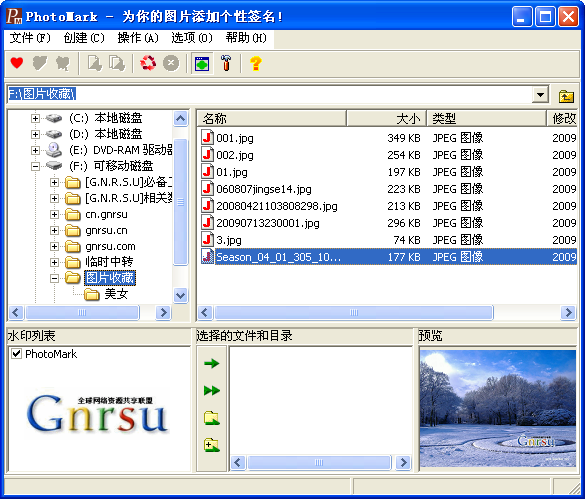 PhotoMark - 为你的图片添加个性签名!
文件(F) 创建(C) 操作(A) 选项(O) 帮助(H)
F:\图片收藏\
(C:) 本地磁盘
(D:) 本地磁盘
(E:) DVD-RAM 驱动器
(F:) 可移动磁盘
[G.N.R.S.U]必备工
[G.N.R.S.U]相关
cn.gnrsu
gnrsu.cn
gnrsu.com
临时中转
图片收藏
美女
名称 大小 类型 修改
001.jpg 349 KB JPEG 图像 2009
002.jpg 254 KB JPEG 图像 2009
01.jpg 197 KB JPEG 图像 2009
060807jingse14.jpg 223 KB JPEG 图像 2009
20080421103808298.jpg 213 KB JPEG 图像 2009
20090713230001.jpg 296 KB JPEG 图像 2009
3.jpg 74 KB JPEG 图像 2009
Season_04_01_305_10... 177 KB JPEG 图像 2009
水印列表
PhotoMark
全球网络资源共享联盟
Gnrsu
选择的文件和目录
预览
Gnrsu